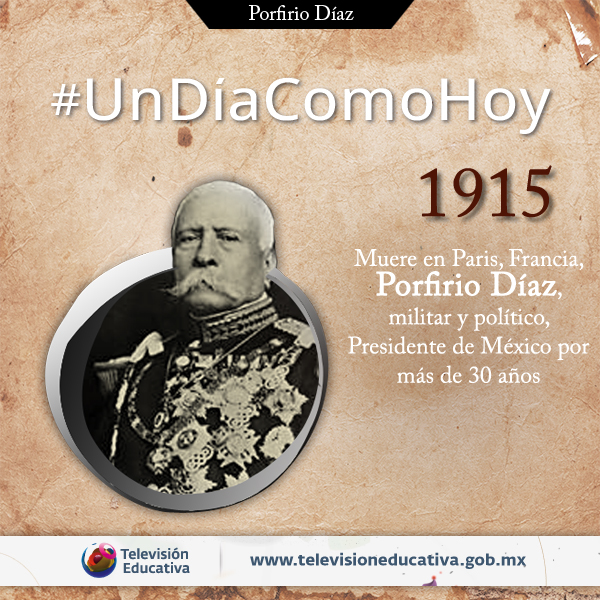 Porfirio Díaz
#UnDíaComoHoy
1915
Muere en Paris, Francia,
Porfirio Díaz,
militar y político,
Presidente de México por
más de 30 años
Televisión
Educativa
www.televisioneducativa.gob.mx